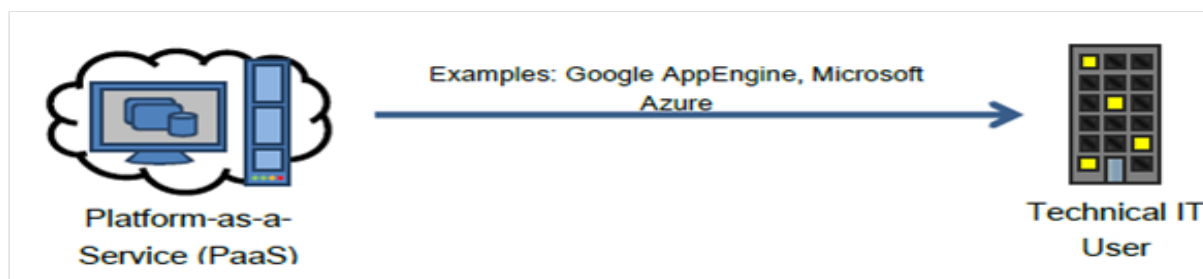 Examples: Google AppEngine, Microsoft
Azure
Platform-as-a-
Service (PaaS)
Technical IT
User